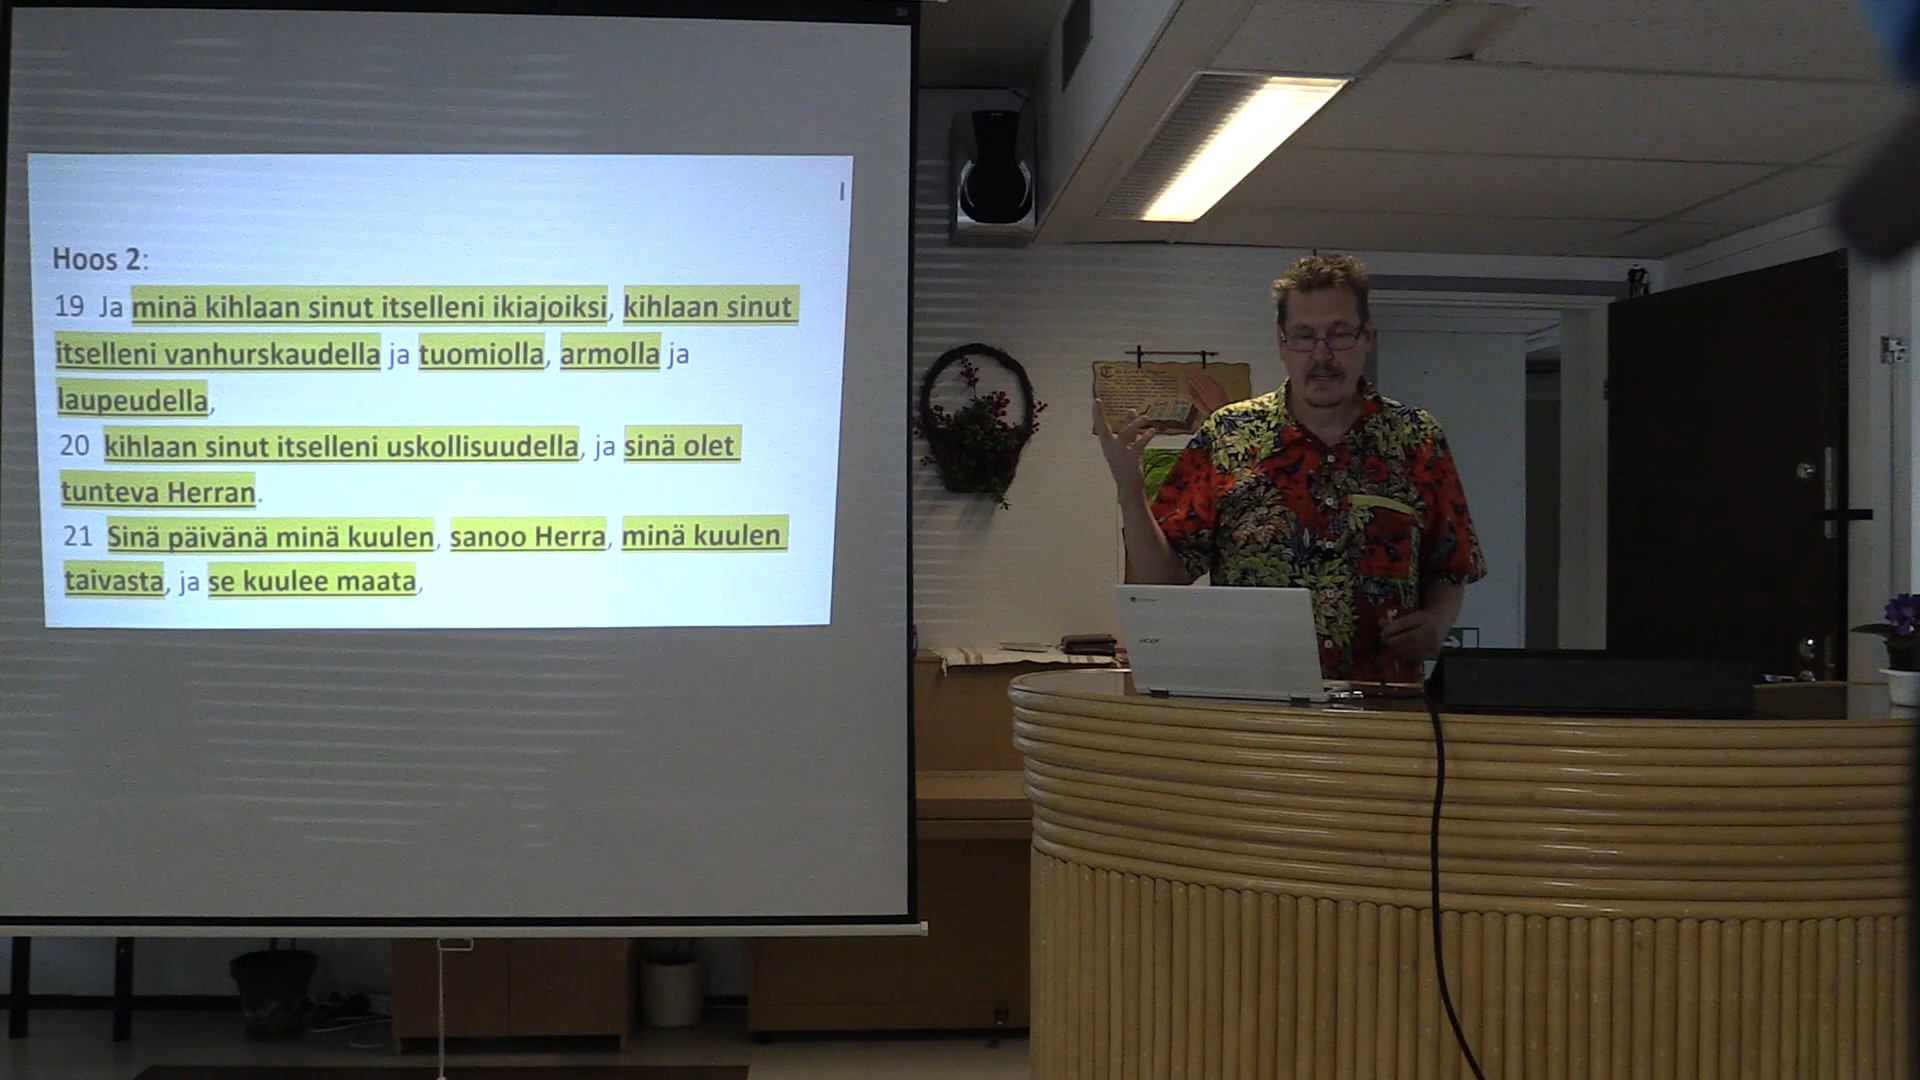 Hoos 2:
19 Ja minä kihlaan sinut itselleni ikiajoiksi, kihlaan sinut
itselleni vanhurskaudella ja tuomiolla, armolla ja
laupeudella,
20 kihlaan sinut itselleni uskollisuudella, ja sinä olet
tunteva Herran.
21 Sinä päivänä minä kuulen, sanoo Herra, minä kuulen
taivasta, ja se kuulee maata,
acer